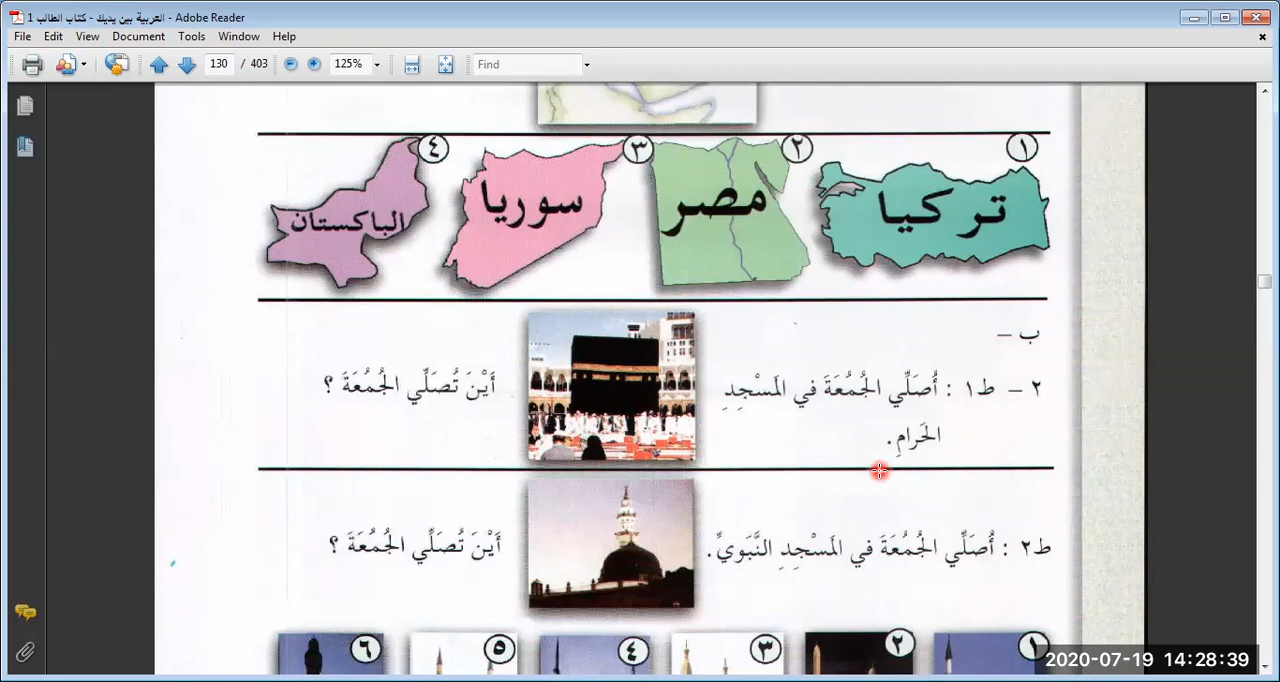 العربية بين يديك - كتاب الطالب 1 - Adobe Reader
File Edit View Document Tools Window Help
130 / 403 125% Find
١ ٢ ٣ ٤
تركيا مصر سوريا الباكستان
ب –
٢ – ط١ : أُصَلِّي الجُمُعَةَ في المَسْجِدِ الحَرامِ. أَيْنَ تُصَلِّي الجُمُعَةَ ؟
ط٢ : أُصَلِّي الجُمُعَةَ في المَسْجِدِ النَّبَويِّ. أَيْنَ تُصَلِّي الجُمُعَةَ ؟
١ ٢ ٣ ٤ ٥ ٦
2020-07-19 14:28:39